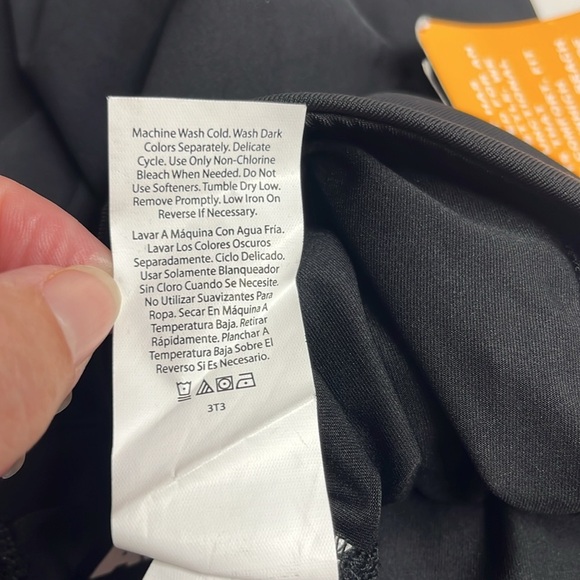 Machine Wash Cold. Wash Dark
Colors Separately. Delicate
Cycle. Use Only Non-Chlorine
Bleach When Needed. Do Not
Use Softeners. Tumble Dry Low.
Remove Promptly. Low Iron On
Reverse If Necessary.
Lavar A Máquina Con Agua Fría.
Lavar Los Colores Oscuros
Separadamente. Ciclo Delicado.
Usar Solamente Blanqueador
Sin Cloro Cuando Se Necesite.
No Utilizar Suavizantes Para
Ropa. Secar En Máquina A
Temperatura Baja. Retirar
Rápidamente. Planchar A
Temperatura Baja Sobre El
Reverso Si Es Necesario.
3T3